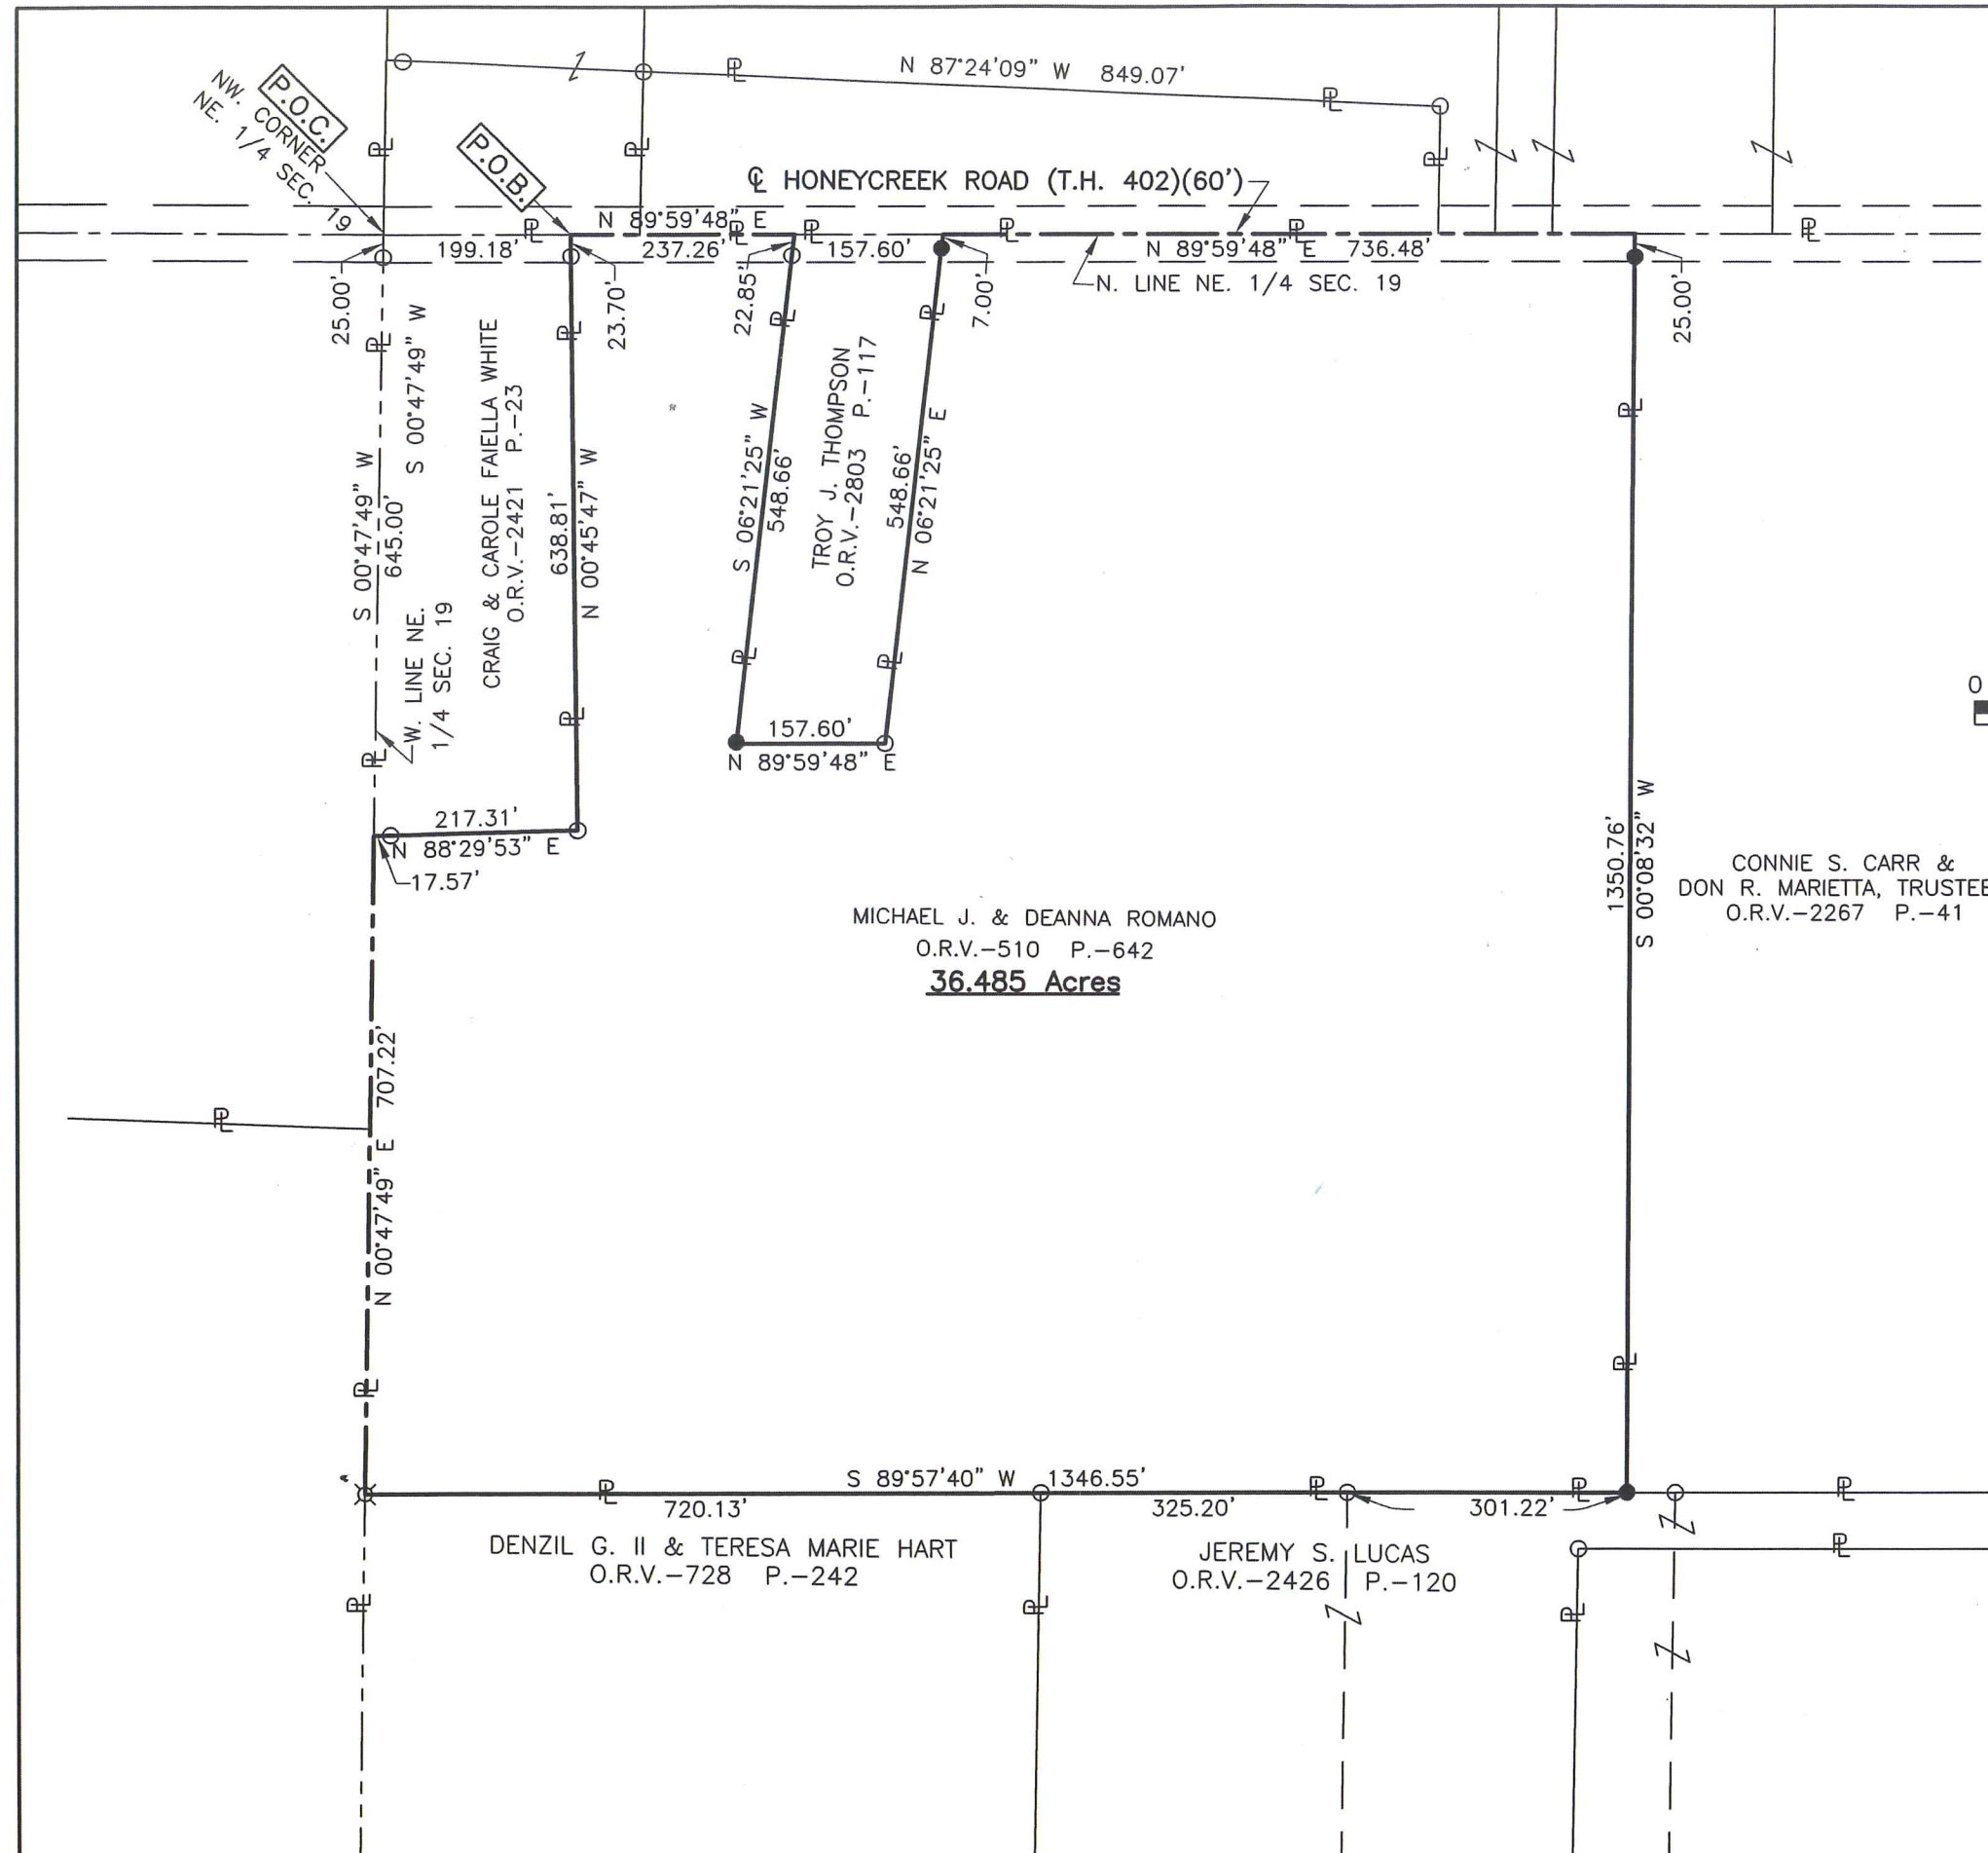 N 87°24'09" W 849.07'
P.O.C.
NW. CORNER
NE. 1/4 SEC. 19
P.O.B.
℄ HONEYCREEK ROAD (T.H. 402)(60')
N 89°59'48" E
199.18'
237.26'
157.60'
N 89°59'48" E 736.48'
N. LINE NE. 1/4 SEC. 19
25.00'
23.70'
22.85'
7.00'
25.00'
S 00°47'49" W
645.00'
S 00°47'49" W
W. LINE NE.
1/4 SEC. 19
CRAIG & CAROLE FAIELLA WHITE
O.R.V.-2421 P.-23
638.81'
N 00°45'47" W
S 06°21'25" W
548.66'
TROY J. THOMPSON
O.R.V.-2803 P.-117
548.66'
N 06°21'25" E
157.60'
N 89°59'48" E
0
217.31'
N 88°29'53" E
17.57'
1350.76'
S 00°08'32" W
CONNIE S. CARR &
DON R. MARIETTA, TRUSTEE
O.R.V.-2267 P.-41
MICHAEL J. & DEANNA ROMANO
O.R.V.-510 P.-642
36.485 Acres
N 00°47'49" E 707.22'
S 89°57'40" W 1346.55'
720.13'
325.20'
301.22'
DENZIL G. II & TERESA MARIE HART
O.R.V.-728 P.-242
JEREMY S. LUCAS
O.R.V.-2426 P.-120